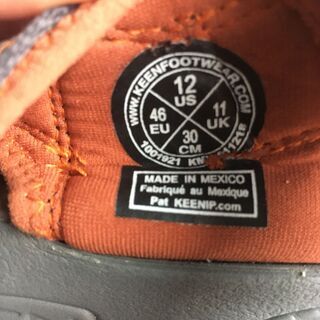 WWW.KEENFOOTWEAR.COM
12
US
46
EU
11
UK
30
CM
1001921
MADE IN MEXICO
Fabriqué au Mexique
Pat KEENIP.com